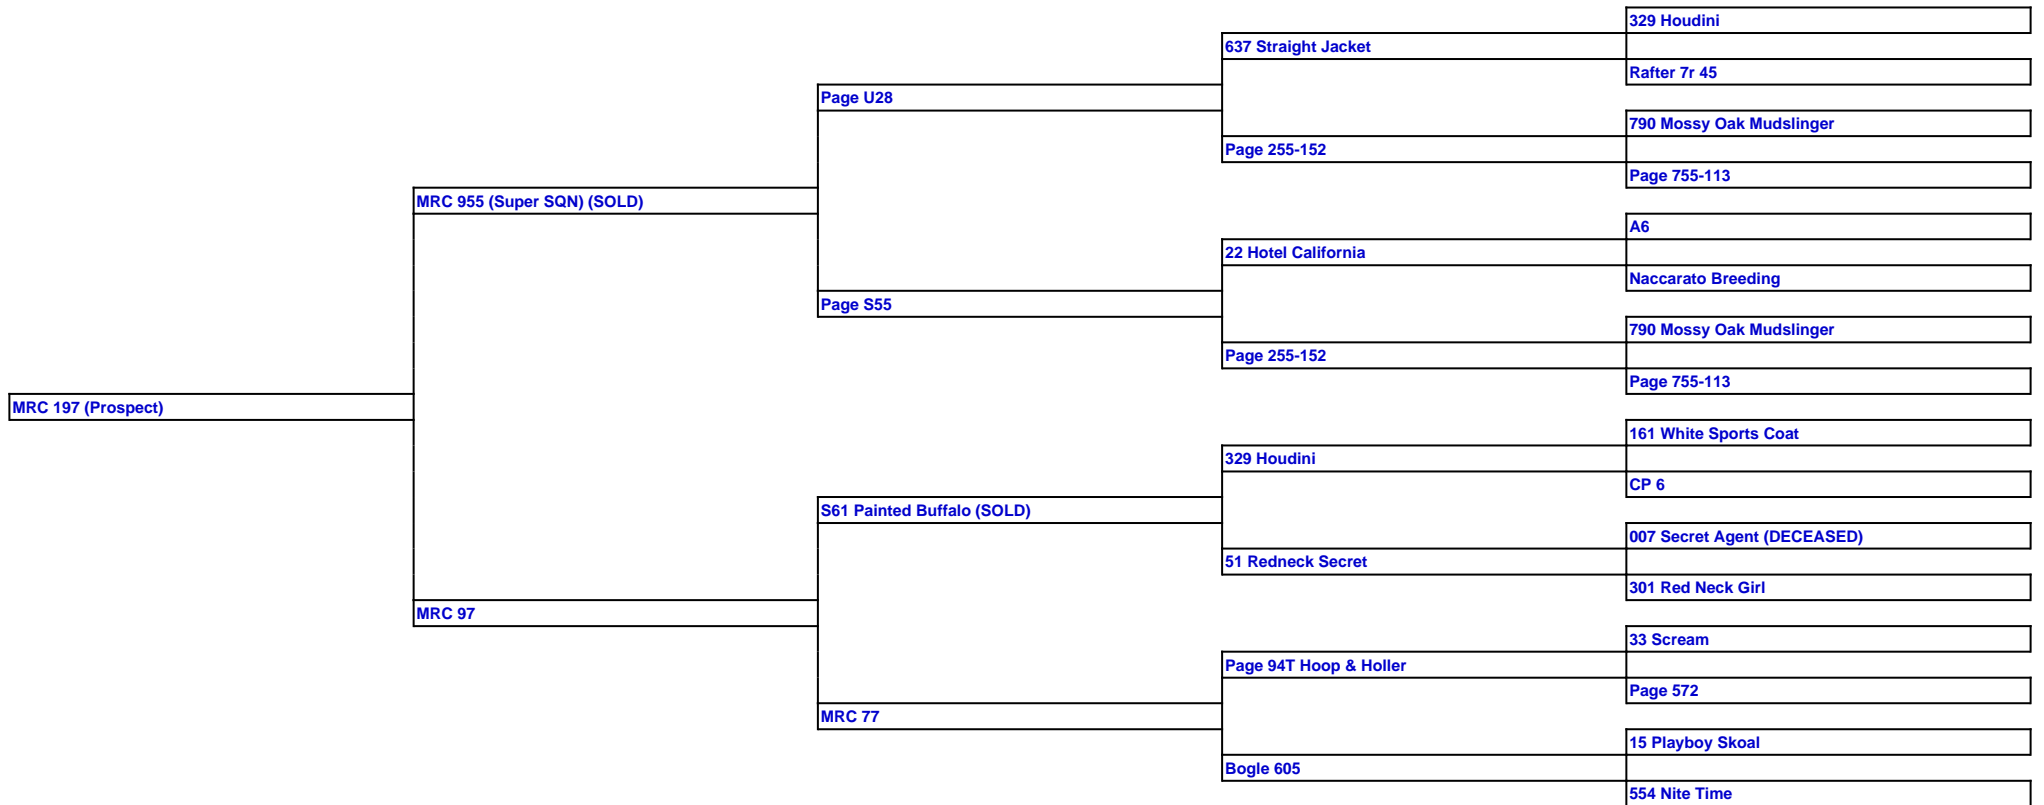 329 Houdini
637 Straight Jacket
Rafter 7r 45
Page U28
790 Mossy Oak Mudslinger
Page 255-152
Page 755-113
MRC 955 (Super SQN) (SOLD)
A6
22 Hotel California
Naccarato Breeding
Page S55
790 Mossy Oak Mudslinger
Page 255-152
Page 755-113
MRC 197 (Prospect)
161 White Sports Coat
329 Houdini
CP 6
S61 Painted Buffalo (SOLD)
007 Secret Agent (DECEASED)
51 Redneck Secret
301 Red Neck Girl
MRC 97
33 Scream
Page 94T Hoop & Holler
Page 572
MRC 77
15 Playboy Skoal
Bogle 605
554 Nite Time